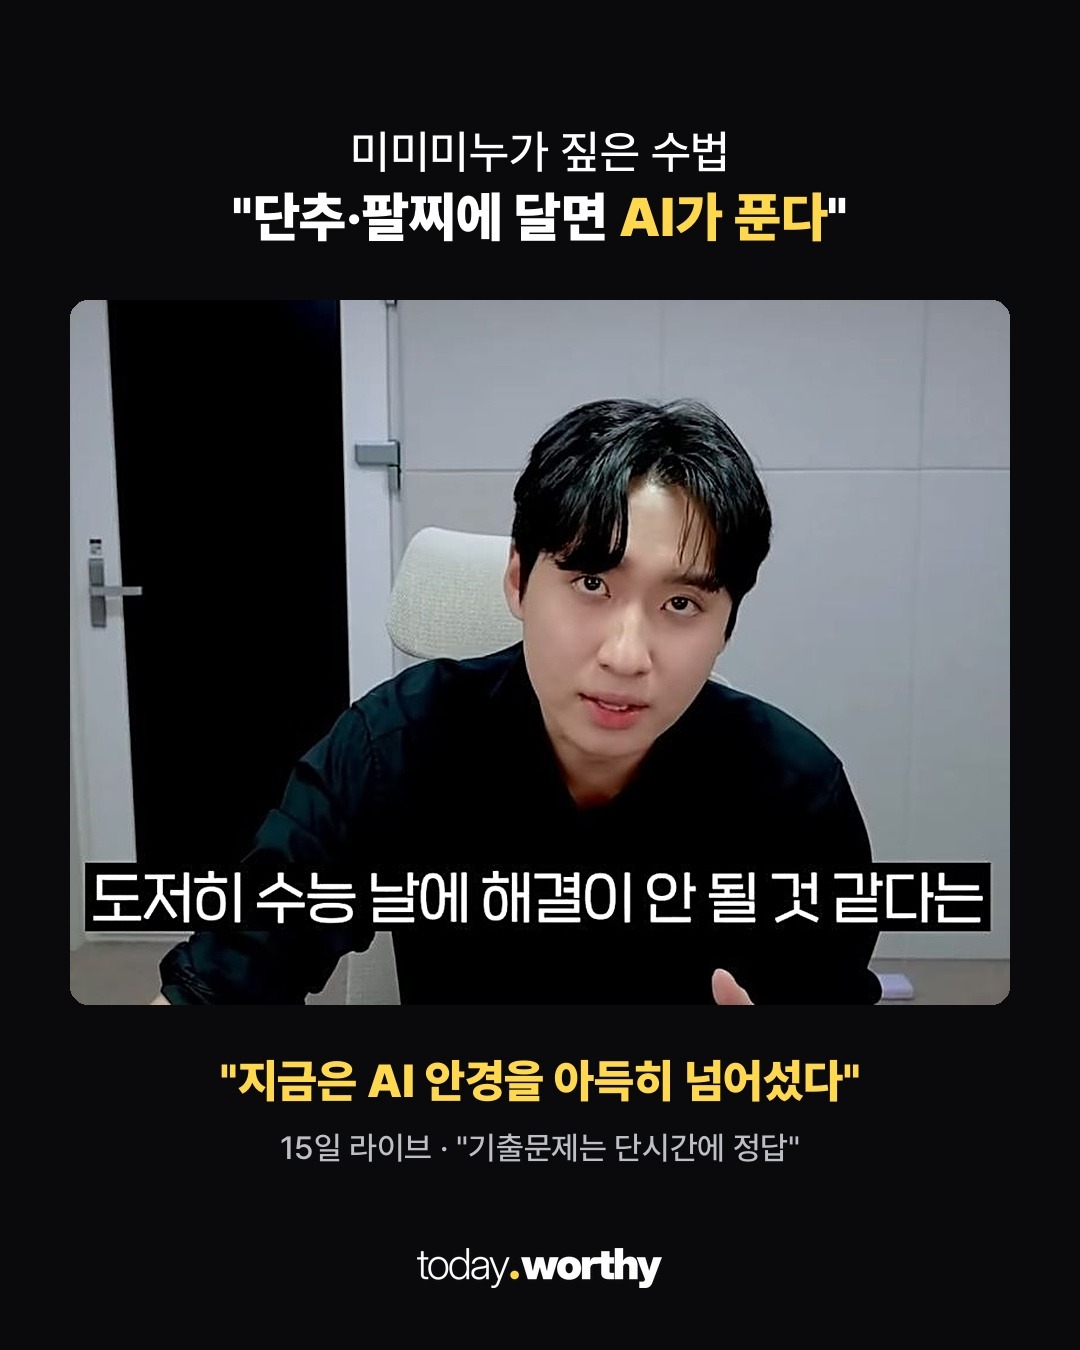 미미미누가 짚은 수법
"단추·팔찌에 달면 AI가 푼다"
도저히 수능 날에 해결이 안 될 것 같다는
"지금은 AI 안경을 아득히 넘어섰다"
15일 라이브 · "기출문제는 단시간에 정답"
today.worthy